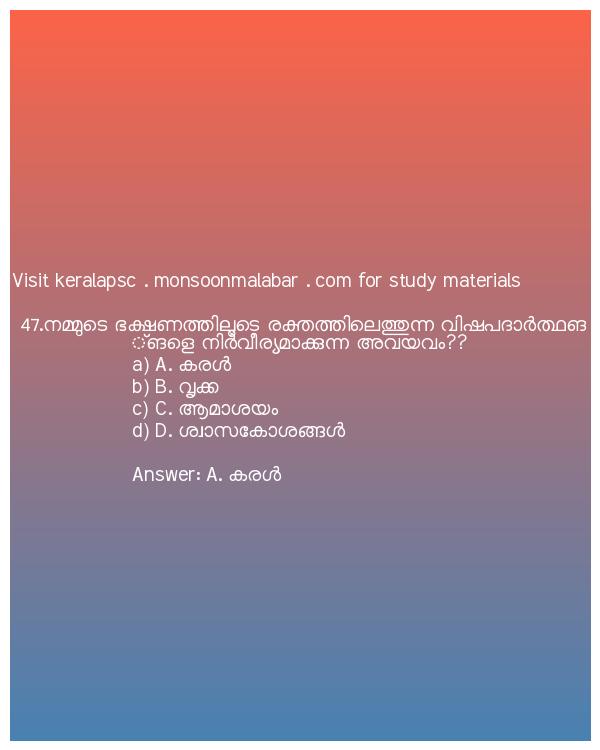 Visit keralapsc . monsoonmalabar . com for study materials
47.നമ്മുടെ ഭക്ഷണത്തിലൂടെ രക്തത്തിലെത്തുന്ന വിഷപദാർത്ഥങ
്ങളെ നിർവീര്യമാക്കുന്ന അവയവം??
a) A. കരൾ
b) B. വൃക്ക
c) C. ആമാശയം
d) D. ശ്വാസകോശങ്ങൾ
Answer: A. കരൾ